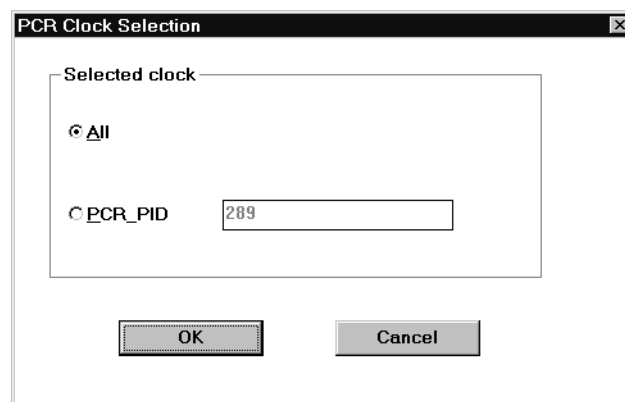 PCR Clock Selection
Selected clock
All
PCR_PID 289
OK Cancel